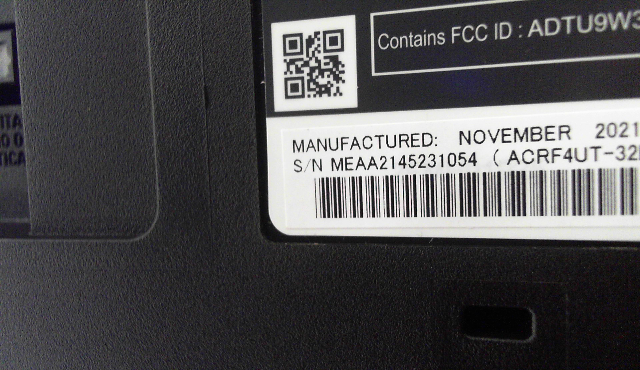 Contains FCC ID : ADTU9W3
MANUFACTURED: NOVEMBER 2021
S/N MEAA2145231054 ( ACRF4UT-32